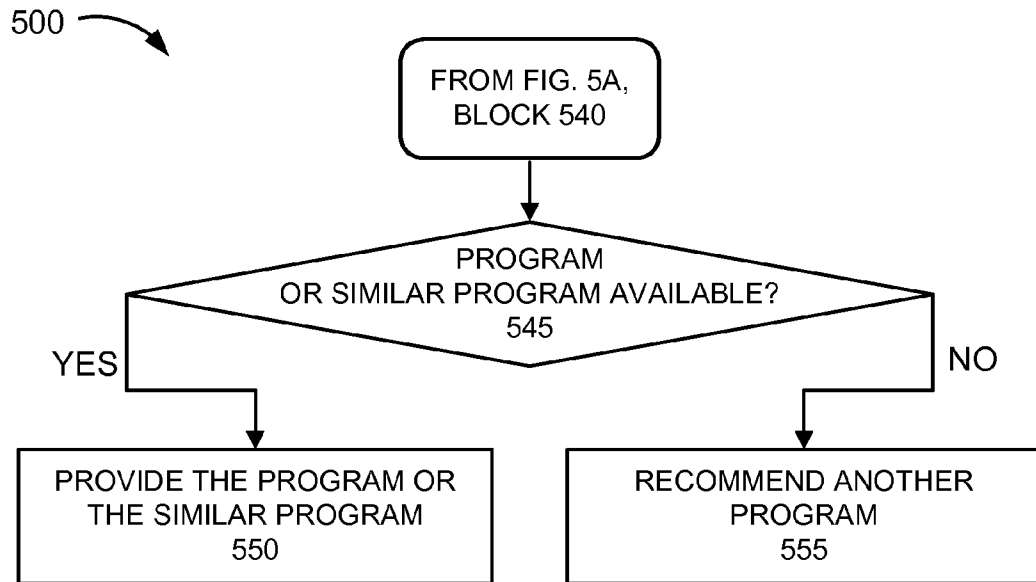 500
FROM FIG. 5A,
BLOCK 540
PROGRAM
OR SIMILAR PROGRAM AVAILABLE?
545
YES
NO
PROVIDE THE PROGRAM OR
THE SIMILAR PROGRAM
550
RECOMMEND ANOTHER
PROGRAM
555